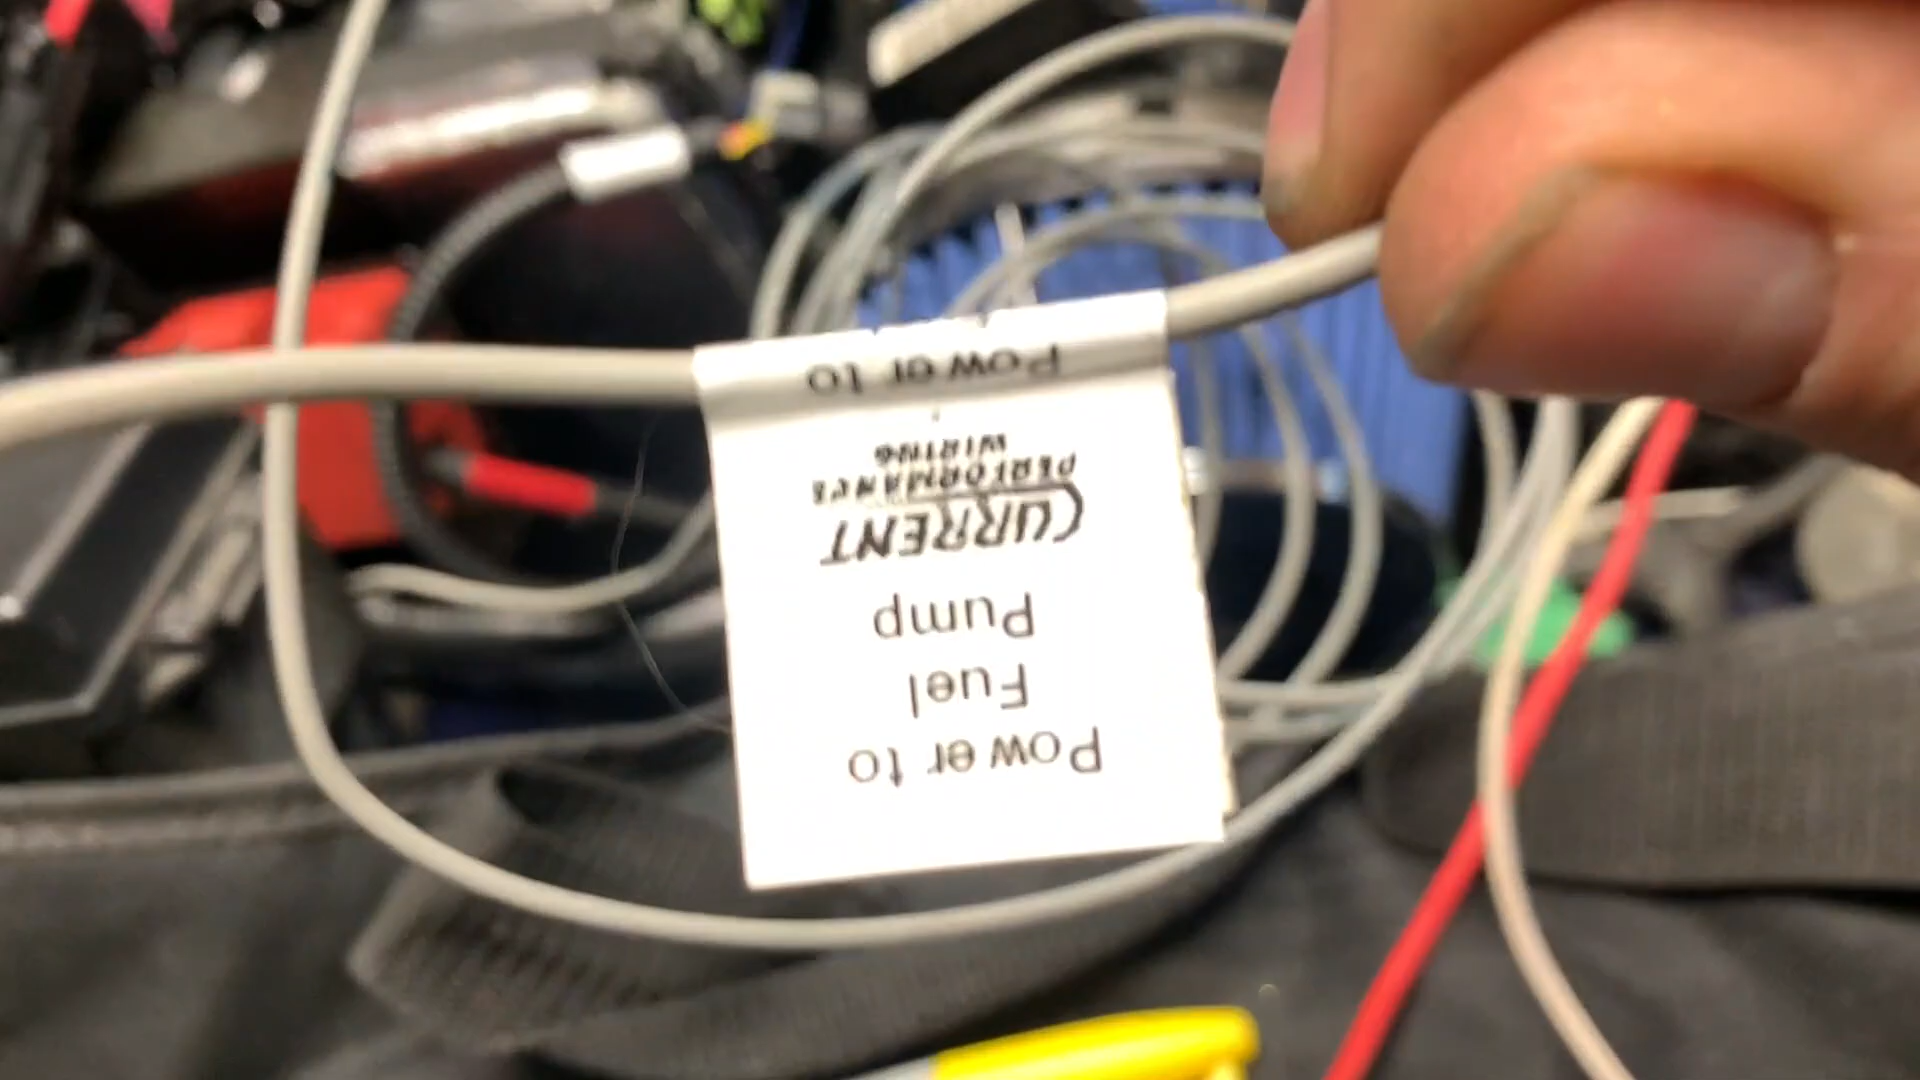 Power to
Fuel
Pump
CURRENT
PERFORMANCE
WIRING
Power to